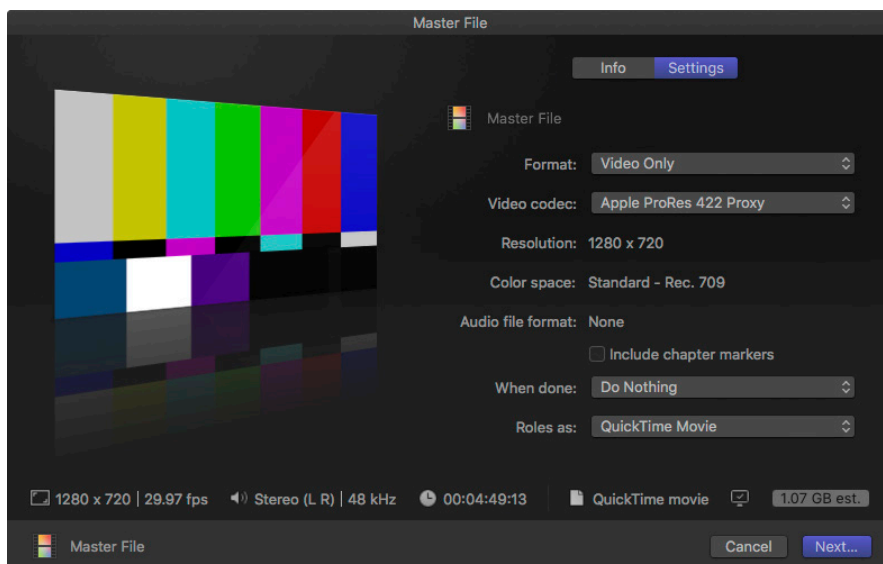 Master File
Info Settings
Master File
Format: Video Only
Video codec: Apple ProRes 422 Proxy
Resolution: 1280 x 720
Color space: Standard - Rec. 709
Audio file format: None
Include chapter markers
When done: Do Nothing
Roles as: QuickTime Movie
1280 x 720 | 29.97 fps Stereo (L R) | 48 kHz 00:04:49:13 QuickTime movie 1.07 GB est.
Master File Cancel Next...